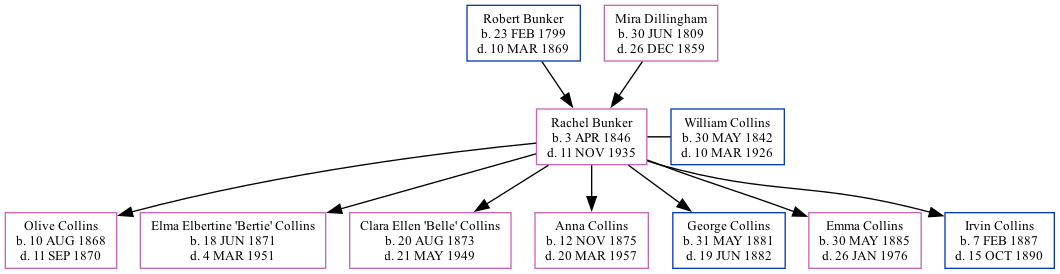 Robert Bunker
b. 23 FEB 1799
d. 10 MAR 1869
Mira Dillingham
b. 30 JUN 1809
d. 26 DEC 1859
Rachel Bunker
b. 3 APR 1846
d. 11 NOV 1935
William Collins
b. 30 MAY 1842
d. 10 MAR 1926
Olive Collins
b. 10 AUG 1868
d. 11 SEP 1870
Elma Elbertine 'Bertie' Collins
b. 18 JUN 1871
d. 4 MAR 1951
Clara Ellen 'Belle' Collins
b. 20 AUG 1873
d. 21 MAY 1949
Anna Collins
b. 12 NOV 1875
d. 20 MAR 1957
George Collins
b. 31 MAY 1881
d. 19 JUN 1882
Emma Collins
b. 30 MAY 1885
d. 26 JAN 1976
Irvin Collins
b. 7 FEB 1887
d. 15 OCT 1890